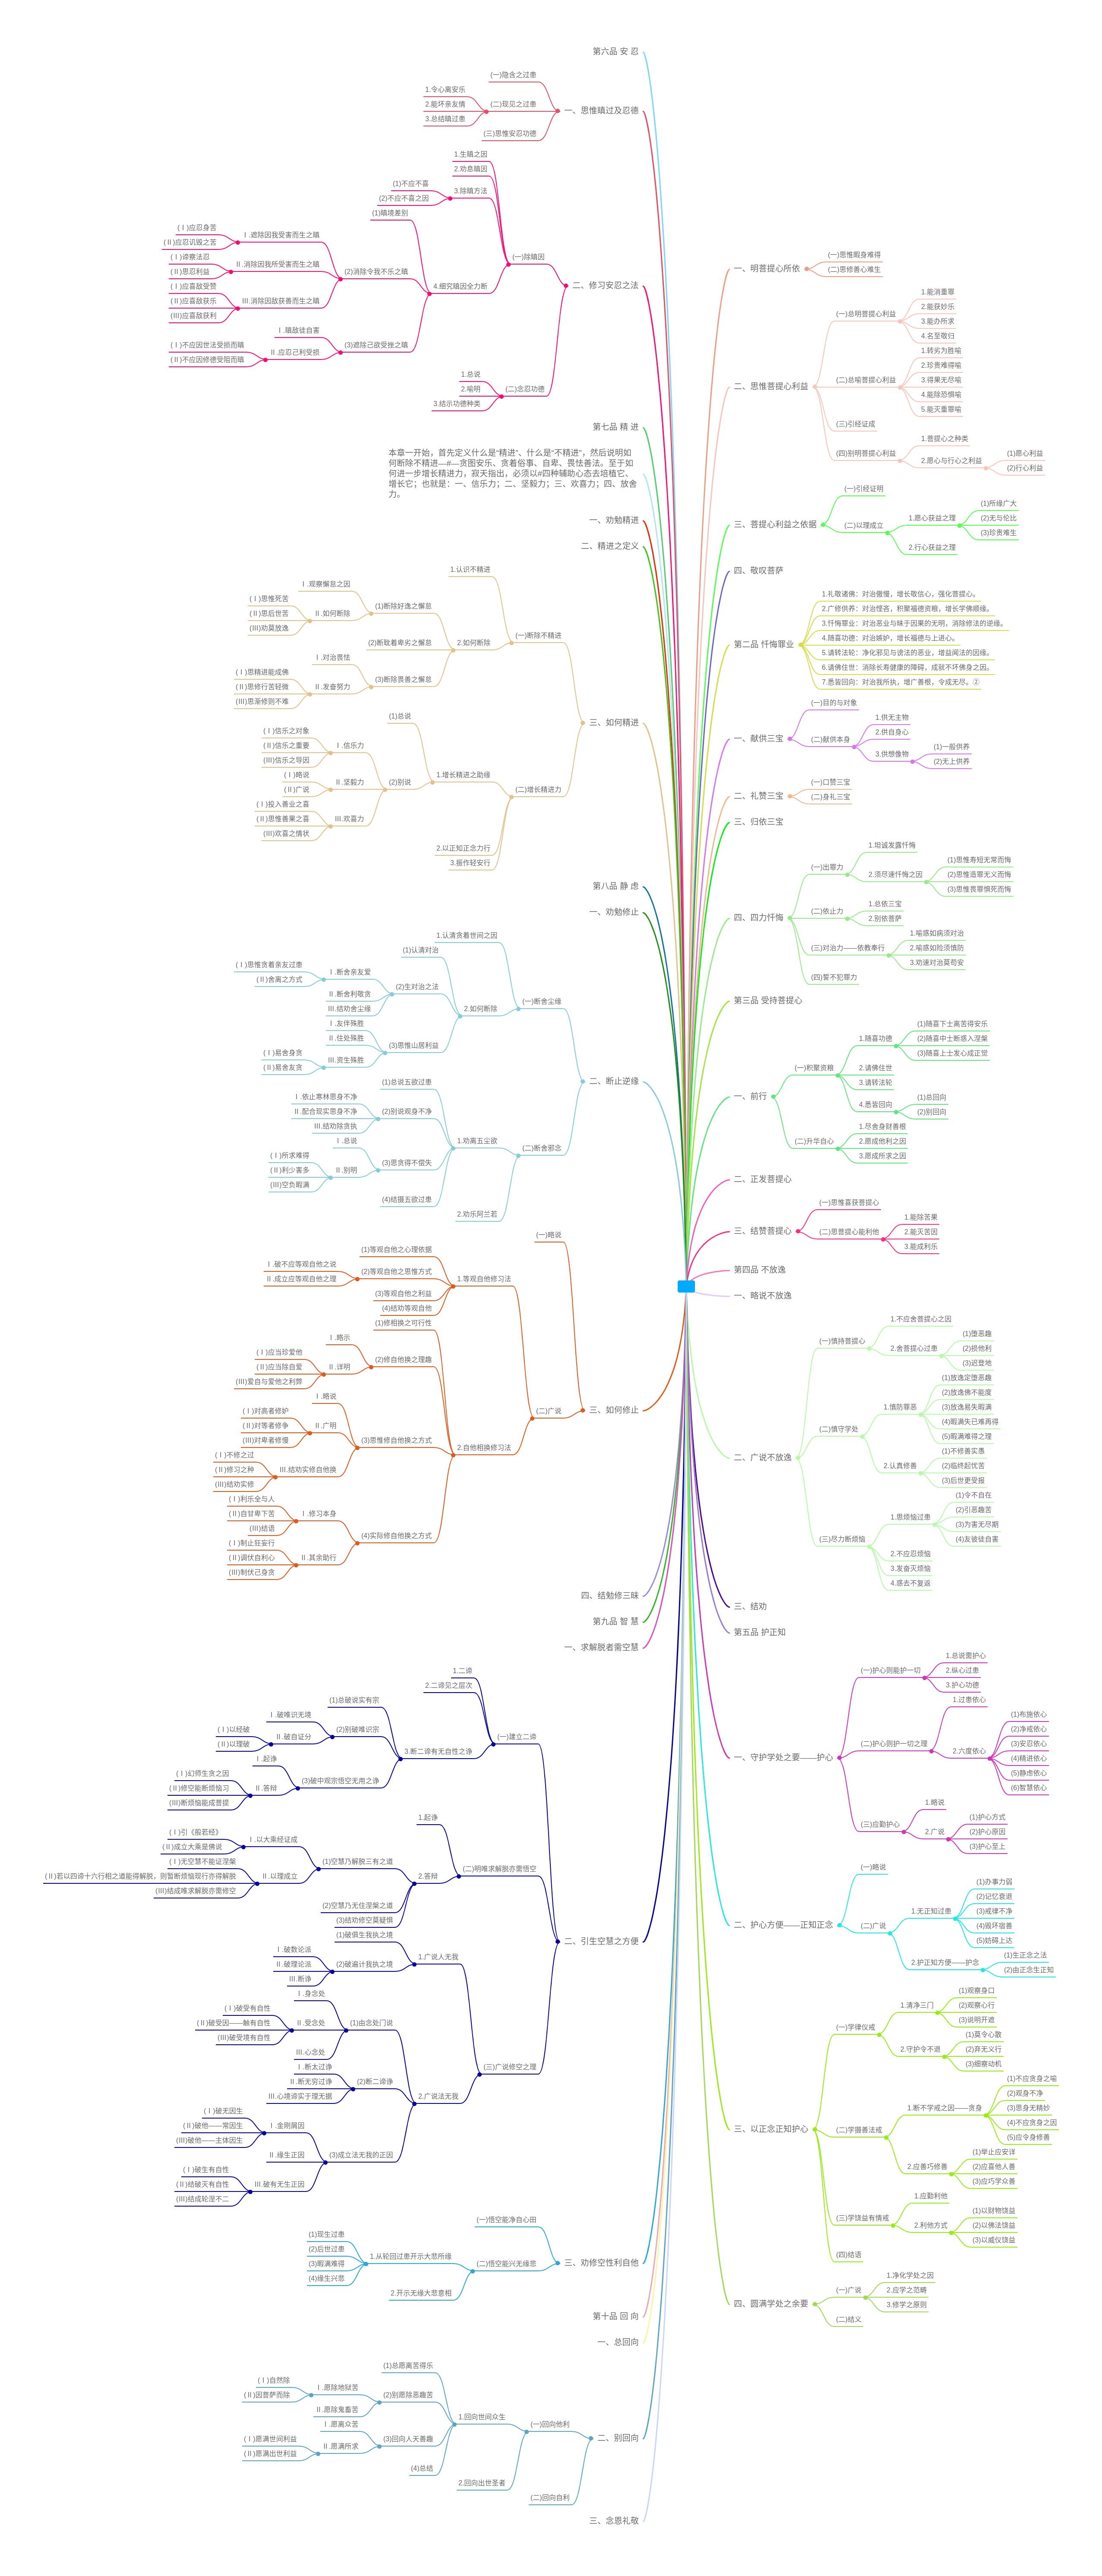 一、明菩提心所依
(一)思惟暇身难得
(二)思修善心难生
二、思惟菩提心利益
(一)总明菩提心利益
1.能消重罪
2.能获妙乐
3.能办所求
4.名至敬归
(二)总喻菩提心利益
1.转劣为胜喻
2.珍贵难得喻
3.得果无尽喻
4.能除恐惧喻
5.能灭重罪喻
(三)引经证成
(四)别明菩提心利益
1.菩提心之种类
2.愿心与行心之利益
(1)愿心利益
(2)行心利益
三、菩提心利益之依据
(一)引经证明
(二)以理成立
1.愿心获益之理
(1)所缘广大
(2)无与伦比
(3)珍贵难生
2.行心获益之理
四、敬叹菩萨
第二品 忏悔罪业
1.礼敬诸佛：对治傲慢，增长敬信心，强化菩提心。
2.广修供养：对治悭吝，积聚福德资粮，增长学佛顺缘。
3.忏悔罪业：对治恶业与昧于因果的无明，消除修法的逆缘。
4.随喜功德：对治嫉妒，增长福德与上进心。
5.请转法轮：净化邪见与谤法的恶业，增益闻法的因缘。
6.请佛住世：消除长寿健康的障碍，成就不坏佛身之因。
7.悉皆回向：对治我所执，增广善根，令成无尽。②
一、献供三宝
(一)目的与对象
(二)献供本身
1.供无主物
2.供自身心
3.供想像物
(1)一般供养
(2)无上供养
二、礼赞三宝
(一)口赞三宝
(二)身礼三宝
三、归依三宝
四、四力忏悔
(一)出罪力
1.坦诚发露忏悔
2.须尽速忏悔之因
(1)思惟寿短无常而悔
(2)思惟造罪无义而悔
(3)思惟畏罪惧死而悔
(二)依止力
1.总依三宝
2.别依菩萨
(三)对治力——依教奉行
1.喻惑如病须对治
2.喻惑如险须慎防
3.劝速对治莫苟安
(四)誓不犯罪力
第三品 受持菩提心
一、前行
(一)积聚资粮
1.随喜功德
(1)随喜下士离苦得安乐
(2)随喜中士断惑入涅槃
(3)随喜上士发心成正觉
2.请佛住世
3.请转法轮
4.悉皆回向
(1)总回向
(2)别回向
(二)升华自心
1.尽舍身财善根
2.愿成他利之因
3.愿成所求之因
二、正发菩提心
三、结赞菩提心
(一)思惟喜获菩提心
(二)思菩提心能利他
1.能除苦果
2.能灭苦因
3.能成利乐
第四品 不放逸
一、略说不放逸
二、广说不放逸
(一)慎持菩提心
1.不应舍菩提心之因
2.舍菩提心过患
(1)堕恶趣
(2)损他利
(3)迟登地
(二)慎守学处
1.慎防罪恶
(1)放逸定堕恶趣
(2)放逸佛不能度
(3)放逸易失暇满
(4)暇满失已难再得
(5)暇满难得之理
2.认真修善
(1)不修善实愚
(2)临终起忧苦
(3)后世更受报
(三)尽力断烦恼
1.思烦恼过患
(1)令不自在
(2)引恶趣苦
(3)为害无尽期
(4)友彼徒自害
2.不应忍烦恼
3.发奋灭烦恼
4.惑去不复返
三、结劝
第五品 护正知
一、守护学处之要——护心
(一)护心则能护一切
1.总说需护心
2.纵心过患
3.护心功德
(二)护心则护一切之理
1.过患依心
2.六度依心
(1)布施依心
(2)净戒依心
(3)安忍依心
(4)精进依心
(5)静虑依心
(6)智慧依心
(三)应勤护心
1.略说
2.广说
(1)护心方式
(2)护心原因
(3)护心至上
二、护心方便——正知正念
(一)略说
(二)广说
1.无正知过患
(1)办事力弱
(2)记忆衰退
(3)戒律不净
(4)毁坏宿善
(5)妨碍上达
2.护正知方便——护念
(1)生正念之法
(2)由正念生正知
三、以正念正知护心
(一)学律仪戒
1.清净三门
(1)观察身口
(2)观察心行
(3)说明开遮
2.守护令不退
(1)莫令心散
(2)弃无义行
(3)细察动机
(二)学摄善法戒
1.断不学戒之因——贪身
(1)不应贪身之喻
(2)观身不净
(3)思身无精妙
(4)不应贪身之因
(5)应令身修善
2.应善巧修善
(1)举止应安详
(2)应喜他人善
(3)应巧学众善
(三)学饶益有情戒
1.应勤利他
2.利他方式
(1)以财物饶益
(2)以佛法饶益
(3)以威仪饶益
(四)结语
四、圆满学处之余要
(一)广说
1.净化学处之因
2.应学之范畴
3.修学之原则
(二)结义
第六品 安 忍
一、思惟瞋过及忍德
(一)隐含之过患
(二)现见之过患
1.令心离安乐
2.能坏亲友情
3.总结瞋过患
(三)思惟安忍功德
二、修习安忍之法
(一)除瞋因
1.生瞋之因
2.劝息瞋因
3.除瞋方法
(1)不应不喜
(2)不应不喜之因
4.细究瞋因全力断
(1)瞋境差别
(2)消除令我不乐之瞋
Ⅰ.遮除因我受害而生之瞋
(Ⅰ)应忍身苦
(Ⅱ)应忍讥毁之苦
Ⅱ.消除因我所受害而生之瞋
(Ⅰ)谛察法忍
(Ⅱ)思忍利益
Ⅲ.消除因敌获善而生之瞋
(Ⅰ)应喜敌受赞
(Ⅱ)应喜敌获乐
(Ⅲ)应喜敌获利
(3)遮除己欲受挫之瞋
Ⅰ.瞋敌徒自害
Ⅱ.应忍己利受损
(Ⅰ)不应因世法受损而瞋
(Ⅱ)不应因修德受阻而瞋
(二)念忍功德
1.总说
2.喻明
3.结示功德种类
第七品 精 进
本章一开始，首先定义什么是“精进”、什么是“不精进”，然后说明如
何断除不精进—#—贪图安乐、贪着俗事、自卑、畏怯善法。至于如
何进一步增长精进力，寂天指出，必须以#四种辅助心态去培植它、
增长它；也就是：一、信乐力；二、坚毅力；三、欢喜力；四、放舍
力。
一、劝勉精进
二、精进之定义
三、如何精进
(一)断除不精进
1.认识不精进
2.如何断除
(1)断除好逸之懈怠
Ⅰ.观察懈怠之因
Ⅱ.如何断除
(Ⅰ)思惟死苦
(Ⅱ)思后世苦
(Ⅲ)劝莫放逸
(2)断耽着卑劣之懈怠
(3)断除畏善之懈怠
Ⅰ.对治畏怯
Ⅱ.发奋努力
(Ⅰ)思精进能成佛
(Ⅱ)思修行苦轻微
(Ⅲ)思渐修则不难
(二)增长精进力
1.增长精进之助缘
(1)总说
(2)别说
Ⅰ.信乐力
(Ⅰ)信乐之对象
(Ⅱ)信乐之重要
(Ⅲ)信乐之导因
Ⅱ.坚毅力
(Ⅰ)略说
(Ⅱ)广说
Ⅲ.欢喜力
(Ⅰ)投入善业之喜
(Ⅱ)思惟善果之喜
(Ⅲ)欢喜之情状
2.以正知正念力行
3.振作轻安行
第八品 静 虑
一、劝勉修止
二、断止逆缘
(一)断舍尘缘
1.认清贪着世间之因
2.如何断除
(1)认清对治
(2)生对治之法
Ⅰ.断舍亲友爱
(Ⅰ)思惟贪着亲友过患
(Ⅱ)舍离之方式
Ⅱ.断舍利敬贪
Ⅲ.结劝舍尘缘
(3)思惟山居利益
Ⅰ.友伴殊胜
Ⅱ.住处殊胜
Ⅲ.资生殊胜
(Ⅰ)易舍身贪
(Ⅱ)易舍友贪
(二)断舍邪念
1.劝离五尘欲
(1)总说五欲过患
(2)别说观身不净
Ⅰ.依止寒林思身不净
Ⅱ.配合现实思身不净
Ⅲ.结劝除贪执
(3)思贪得不偿失
Ⅰ.总说
Ⅱ.别明
(Ⅰ)所求难得
(Ⅱ)利少害多
(Ⅲ)空负暇满
(4)结摄五欲过患
2.劝乐阿兰若
三、如何修止
(一)略说
(二)广说
1.等观自他修习法
(1)等观自他之心理依据
(2)等观自他之思惟方式
Ⅰ.破不应等观自他之说
Ⅱ.成立应等观自他之理
(3)等观自他之利益
(4)结劝等观自他
2.自他相换修习法
(1)修相换之可行性
(2)修自他换之理趣
Ⅰ.略示
Ⅱ.详明
(Ⅰ)应当珍爱他
(Ⅱ)应当除自爱
(Ⅲ)爱自与爱他之利弊
(3)思惟修自他换之方式
Ⅰ.略说
Ⅱ.广明
(Ⅰ)对高者修妒
(Ⅱ)对等者修争
(Ⅲ)对卑者修慢
Ⅲ.结劝实修自他换
(Ⅰ)不修之过
(Ⅱ)修习之种
(Ⅲ)结劝实修
(4)实际修自他换之方式
Ⅰ.修习本身
(Ⅰ)利乐全与人
(Ⅱ)自甘卑下苦
(Ⅲ)结语
Ⅱ.其余助行
(Ⅰ)制止狂妄行
(Ⅱ)调伏自利心
(Ⅲ)制伏己身贪
四、结勉修三昧
第九品 智 慧
一、求解脱者需空慧
二、引生空慧之方便
(一)建立二谛
1.二谛
2.二谛见之层次
3.断二谛有无自性之诤
(1)总破说实有宗
(2)别破唯识宗
Ⅰ.破唯识无境
Ⅱ.破自证分
(Ⅰ)以经破
(Ⅱ)以理破
(3)破中观宗悟空无用之诤
Ⅰ.起诤
Ⅱ.答辩
(Ⅰ)幻师生贪之因
(Ⅱ)修空能断烦恼习
(Ⅲ)断烦恼能成菩提
(二)明唯求解脱亦需悟空
1.起诤
2.答辩
(1)空慧乃解脱三有之道
Ⅰ.以大乘经证成
(Ⅰ)引《般若经》
(Ⅱ)成立大乘是佛说
Ⅱ.以理成立
(Ⅰ)无空慧不能证涅槃
(Ⅱ)若以四谛十六行相之道能得解脱，则暂断烦恼现行亦得解脱
(Ⅲ)结成唯求解脱亦需修空
(2)空慧乃无住涅槃之道
(3)结劝修空莫疑惧
(三)广说修空之理
1.广说人无我
(1)破俱生我执之境
(2)破遍计我执之境
Ⅰ.破数论派
Ⅱ.破理论派
Ⅲ.断诤
2.广说法无我
(1)由念处门说
Ⅰ.身念处
Ⅱ.受念处
(Ⅰ)破受有自性
(Ⅱ)破受因——触有自性
(Ⅲ)破受境有自性
Ⅲ.心念处
(2)断二谛诤
Ⅰ.断太过诤
Ⅱ.断无穷过诤
Ⅲ.心境谛实于理无据
(3)成立法无我的正因
Ⅰ.金刚屑因
(Ⅰ)破无因生
(Ⅱ)破他——常因生
(Ⅲ)破他——主体因生
Ⅱ.缘生正因
Ⅲ.破有无生正因
(Ⅰ)破生有自性
(Ⅱ)结破灭有自性
(Ⅲ)结成轮涅不二
三、劝修空性利自他
(一)悟空能净自心田
(二)悟空能兴无缘悲
1.从轮回过患开示大悲所缘
(1)现生过患
(2)后世过患
(3)暇满难得
(4)缘生兴悲
2.开示无缘大悲意相
第十品 回 向
一、总回向
二、别回向
(一)回向他利
1.回向世间众生
(1)总愿离苦得乐
(2)别愿除恶趣苦
Ⅰ.愿除地狱苦
(Ⅰ)自然除
(Ⅱ)因菩萨而除
Ⅱ.愿除鬼畜苦
(3)回向人天善趣
Ⅰ.愿离众苦
Ⅱ.愿满所求
(Ⅰ)愿满世间利益
(Ⅱ)愿满出世利益
(4)总结
2.回向出世圣者
(二)回向自利
三、念恩礼敬